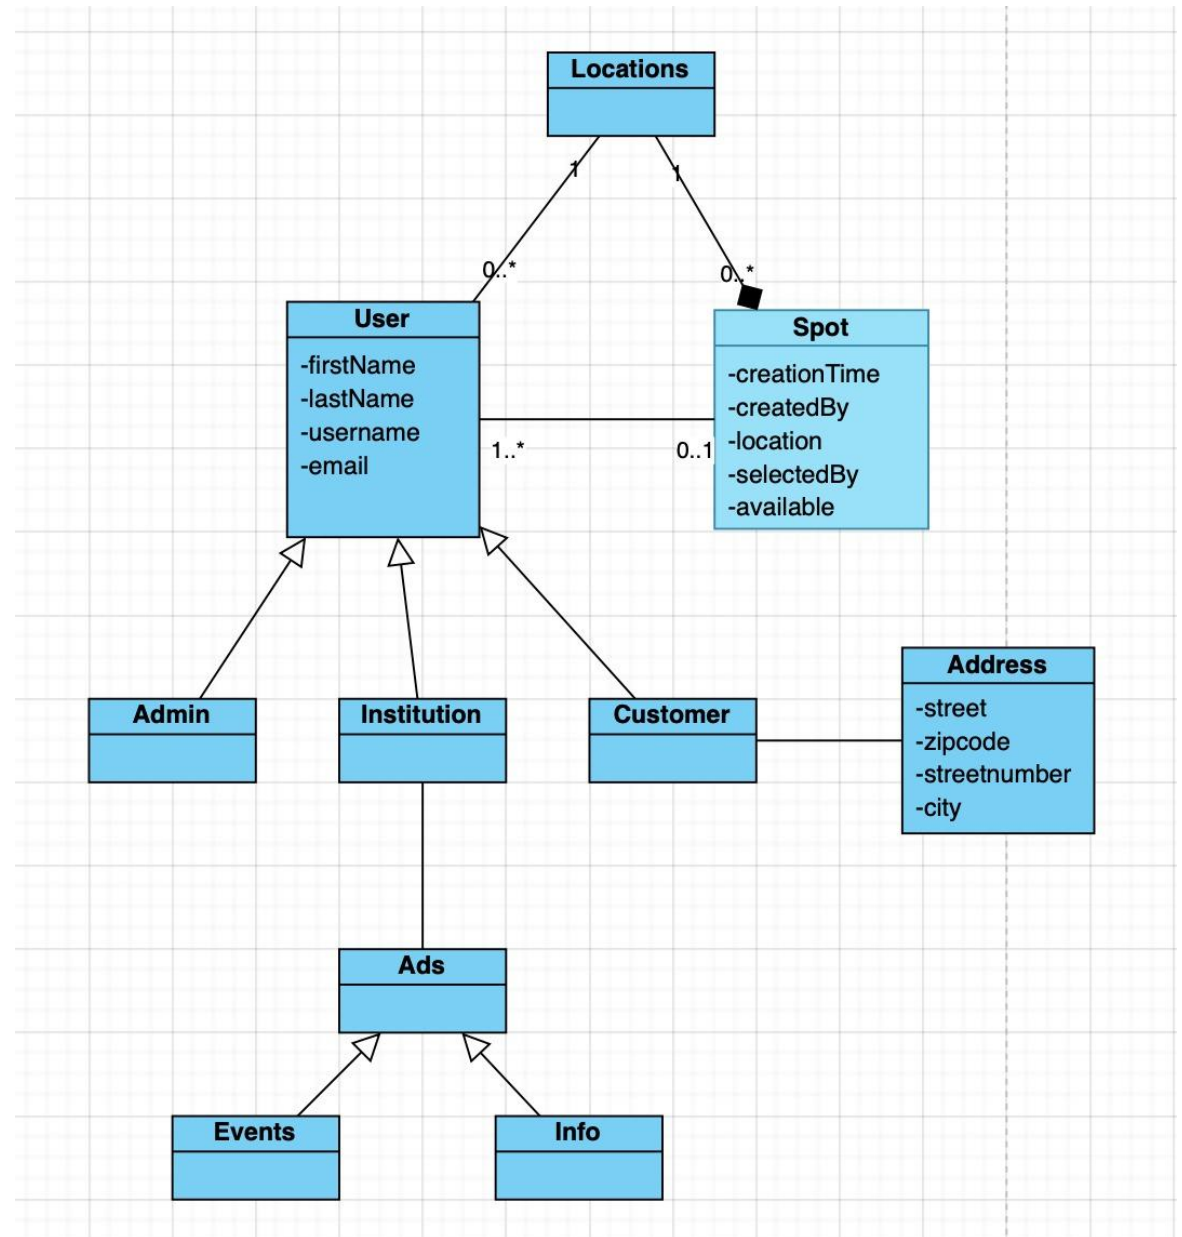 Locations
1
1
0..*
0..*
User
-firstName
-lastName
-username
-email
Spot
-creationTime
-createdBy
-location
-selectedBy
-available
1..*
0..1
Admin
Institution
Customer
Address
-street
-zipcode
-streetnumber
-city
Ads
Events
Info